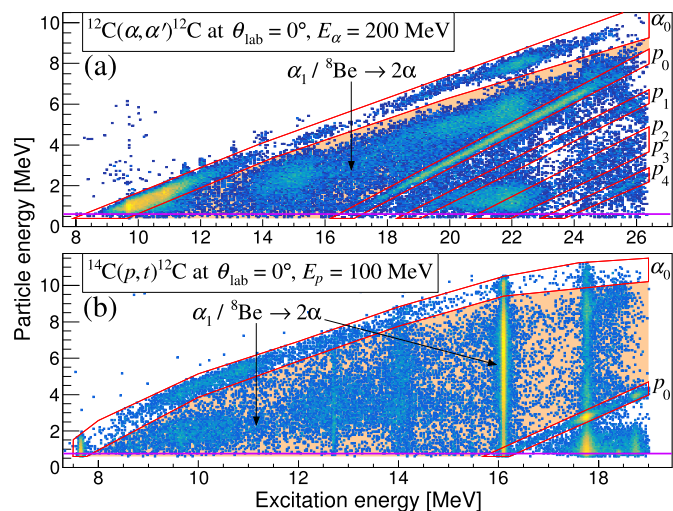 ¹²C(α,α′)¹²C at θlab = 0°, Eα = 200 MeV
(a)
α₁ / ⁸Be → 2α
α₀
p₀
p₁
p₂
p₃
p₄
10
8
6
4
2
0
8 10 12 14 16 18 20 22 24 26
Particle energy [MeV]
¹⁴C(p,t)¹²C at θlab = 0°, Ep = 100 MeV
(b)
α₁ / ⁸Be → 2α
α₀
p₀
10
8
6
4
2
0
8 10 12 14 16 18
Excitation energy [MeV]